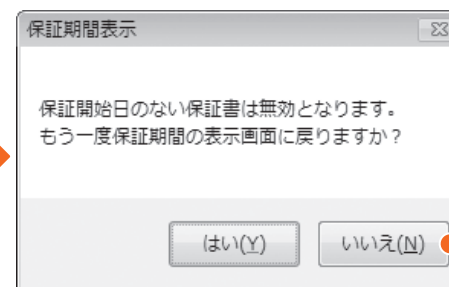 保証期間表示
保証開始日のない保証書は無効となります。
もう一度保証期間の表示画面に戻りますか？
はい(Y)
いいえ(N)